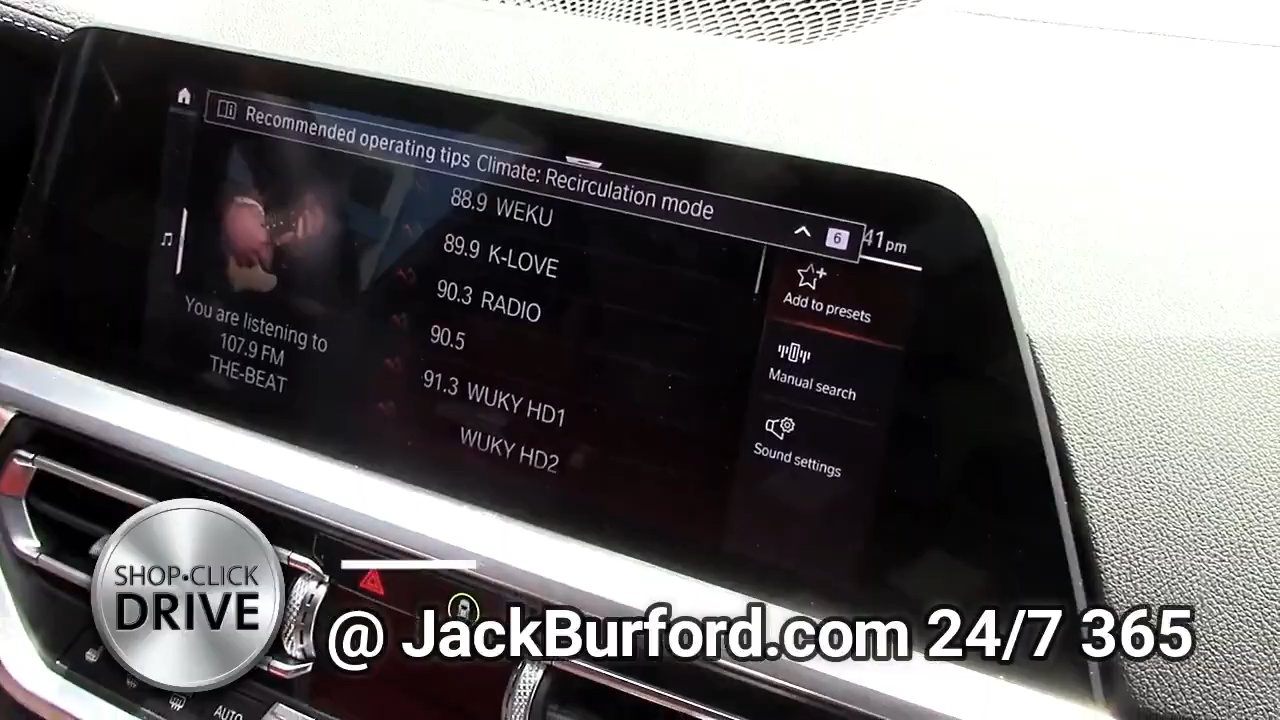 Recommended operating tips Climate: Recirculation mode
6
41pm
88.9 WEKU
89.9 K-LOVE
90.3 RADIO
90.5
91.3 WUKY HD1
WUKY HD2
You are listening to
107.9 FM
THE-BEAT
Add to presets
Manual search
Sound settings
SHOP•CLICK
DRIVE
@ JackBurford.com 24/7 365
AUTO